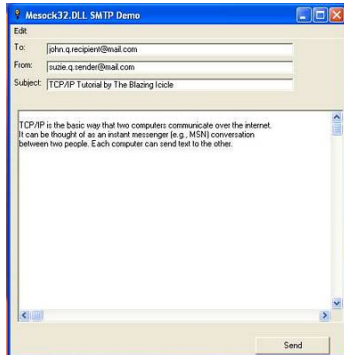 Mesock32.DLL SMTP Demo
Edit
To: john.q.recipient@mail.com
From: suzie.q.sender@mail.com
Subject: TCP/IP Tutorial by The Blazing Icicle
TCP/IP is the basic way that two computers communicate over the internet.
It can be thought of as an instant messenger (e.g., MSN) conversation
between two people. Each computer can send text to the other.
Send